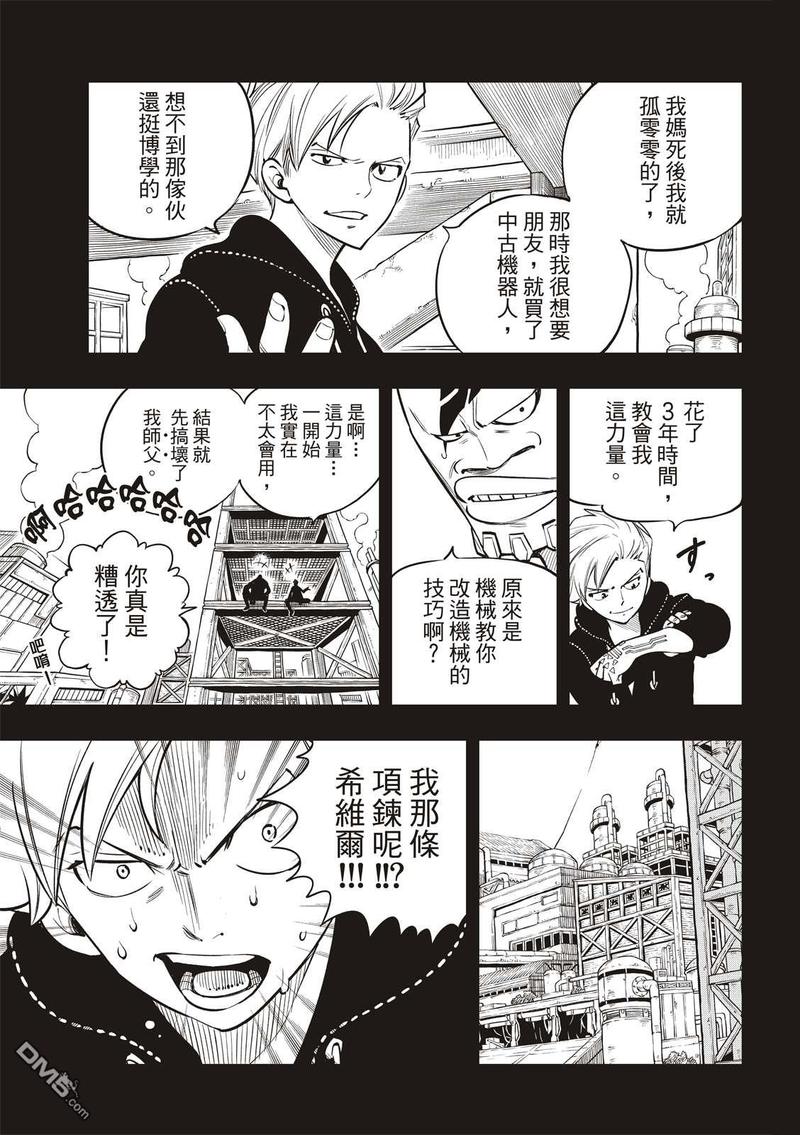 我媽死後我就
孤零零的了，
那時我很想要
朋友，就買了
中古機器人，
想不到那傢伙
還挺博學的。
花了
3年時間，
教會我
這力量。
すっ
原來是
機械教你
改造機械的
技巧啊？
是啊…
這力量…
一開始
我實在
不太會用，
結果就
先搞壞了
我師父。
啊哈哈哈哈哈
你真是
糟透了！
吧唷—
我那條
項鍊呢!!?
希維爾!!!
DM5.com